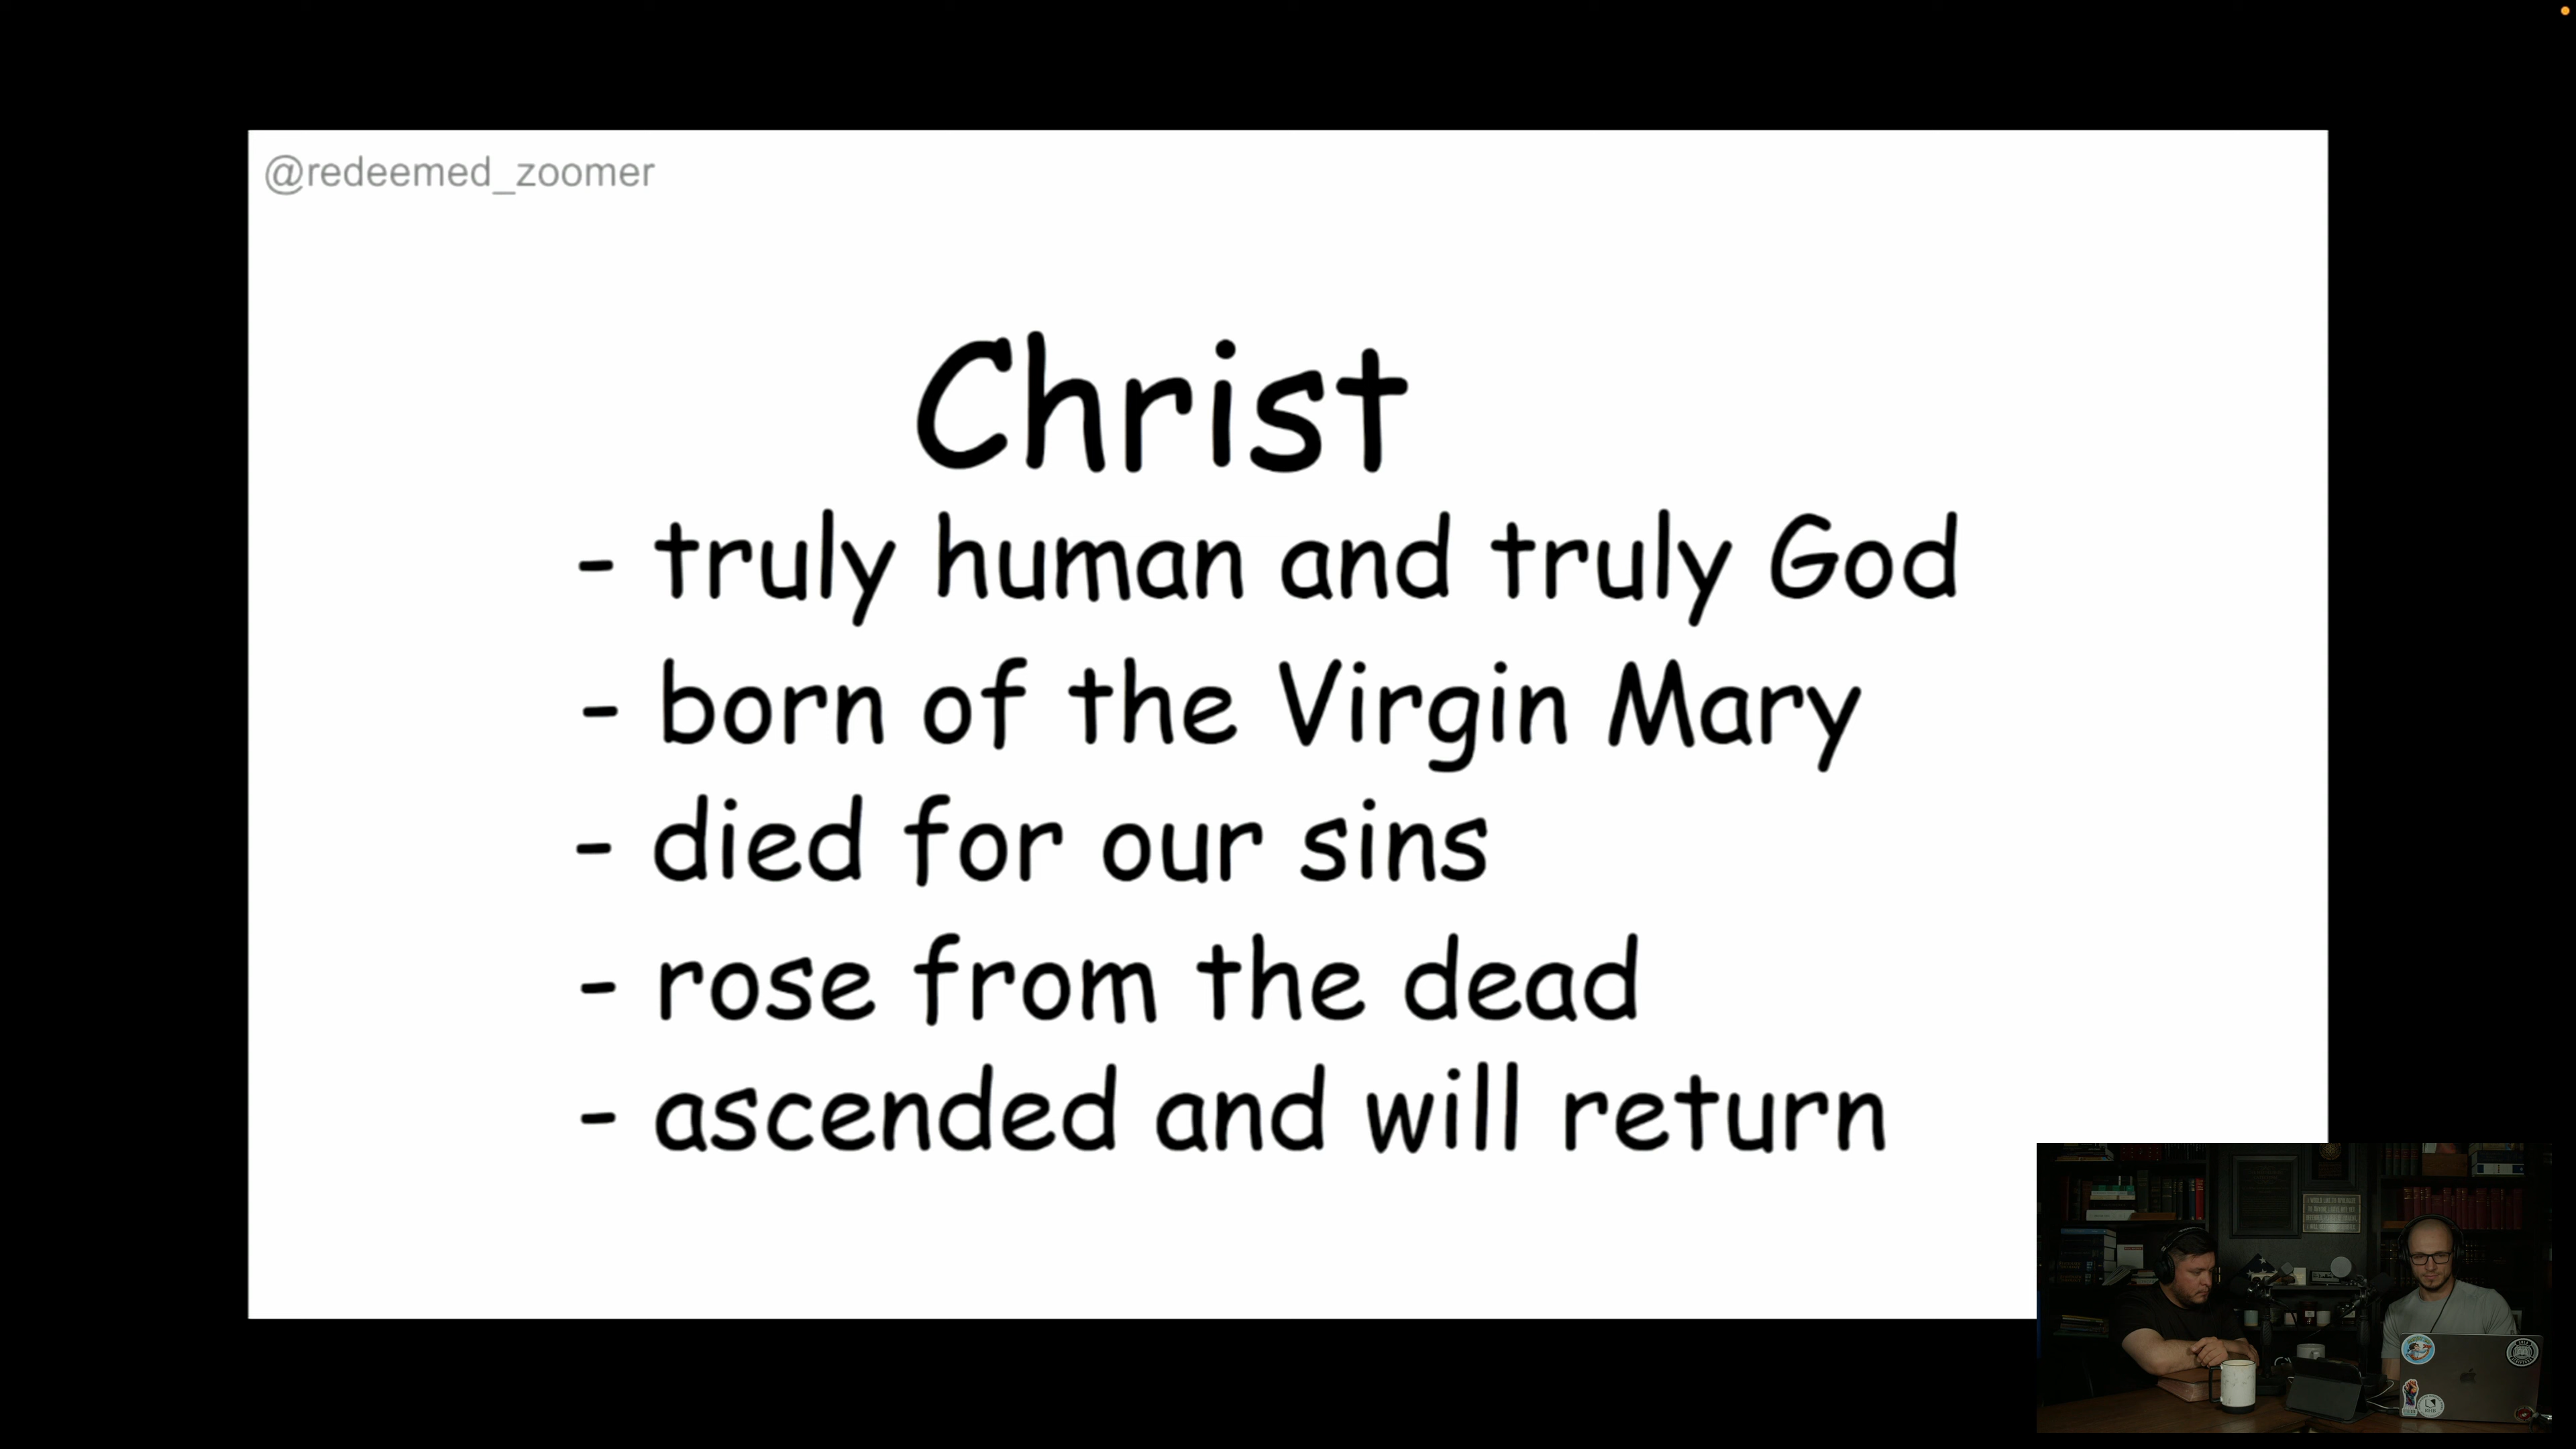 @redeemed_zoomer
Christ
- truly human and truly God
- born of the Virgin Mary
- died for our sins
- rose from the dead
- ascended and will return